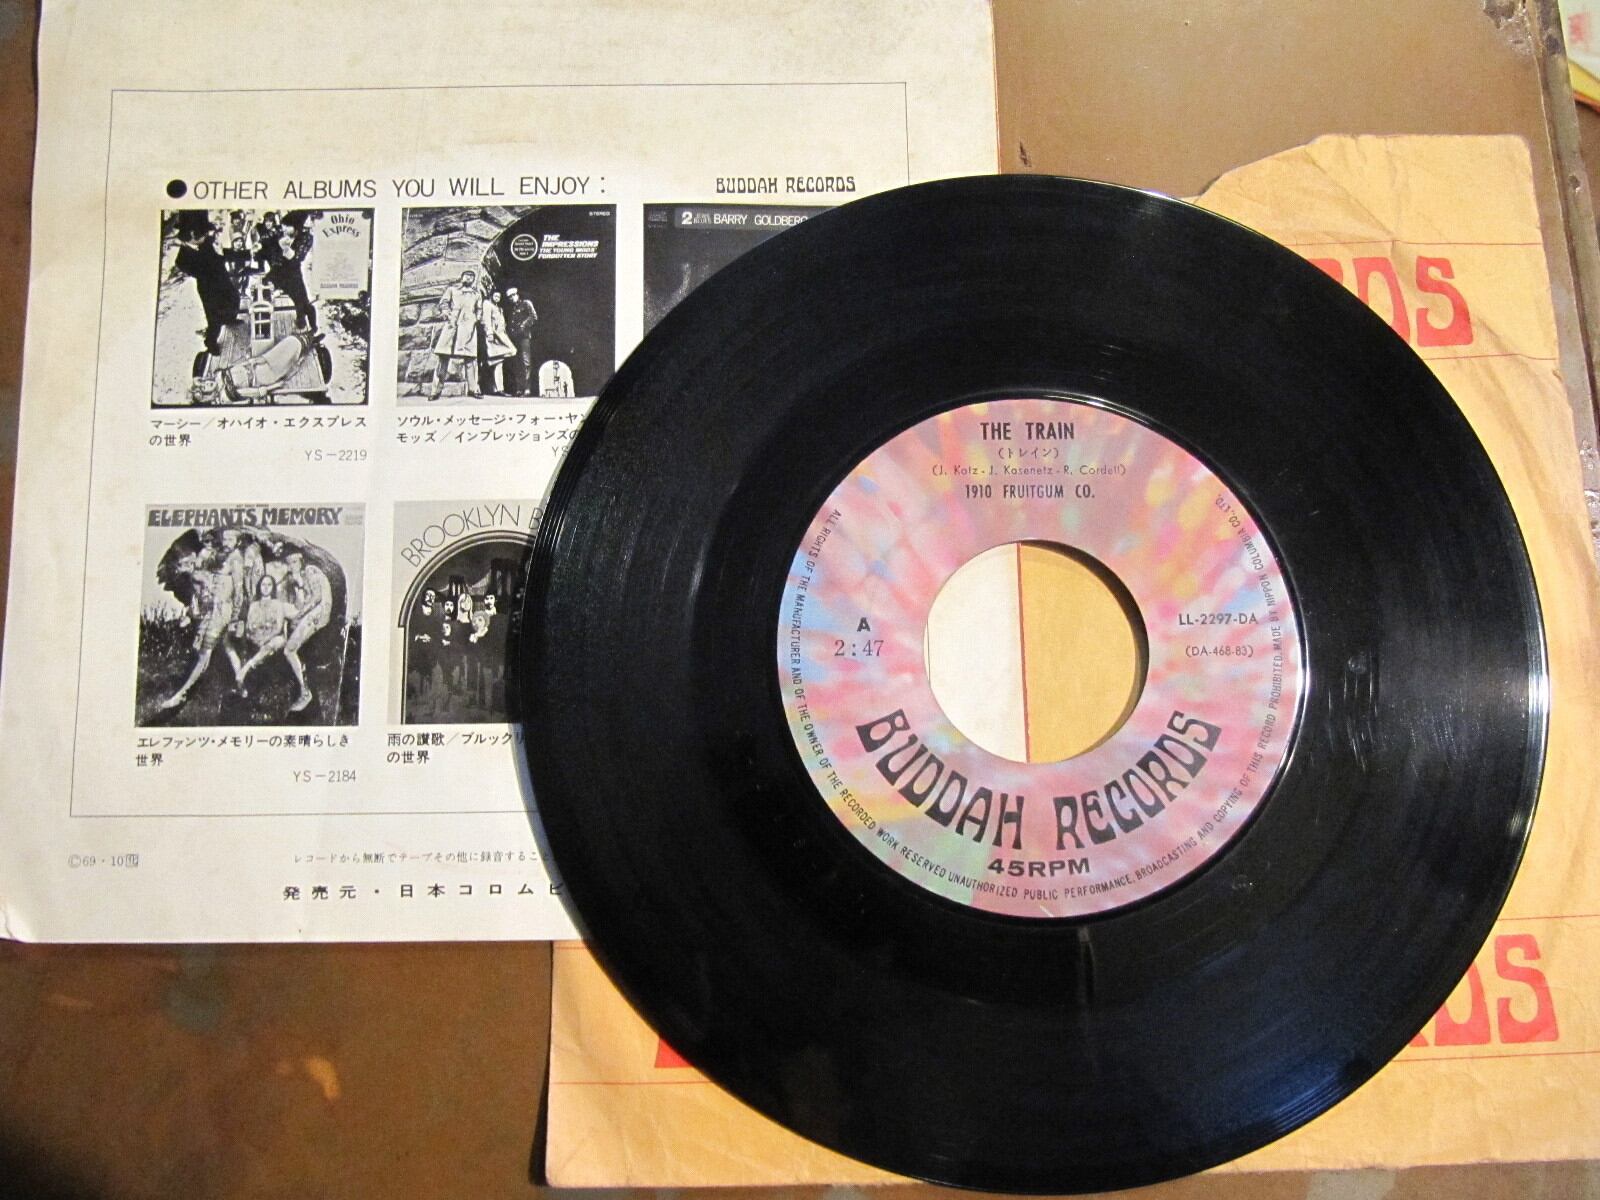 ●OTHER ALBUMS YOU WILL ENJOY:
BUDDAH RECORDS
Ohio Express
STEREO
THE IMPRESSIONS
THE YOUNG MODS'
FORGOTTEN STORY
2 BARRY GOLDBERG
マーシー／オハイオ・エクスプレス
の世界
YS-2219
ソウル・メッセージ・フォー・ヤン
モッズ／インプレッションズの
YS
ELEPHANTS MEMORY
BROOKLYN B
エレファンツ・メモリーの素晴らしき
世界
YS-2184
雨の讃歌／ブルックリ
の世界
©69・10
レコードから無断でテープその他に録音すること
発売元・日本コロムビ
THE TRAIN
(トレイン)
(J. Katz - J. Kasenetz - R. Cordell)
1910 FRUITGUM CO.
A
2:47
LL-2297-DA
(DA-468-83)
BUDDAH RECORDS
45RPM
ALL RIGHTS OF THE MANUFACTURER AND OF THE OWNER OF THE RECORDED WORK RESERVED UNAUTHORIZED PUBLIC PERFORMANCE, BROADCASTING AND COPYING OF THIS RECORD PROHIBITED. MADE BY NIPPON COLUMBIA CO., LTD.
RDS
RDS